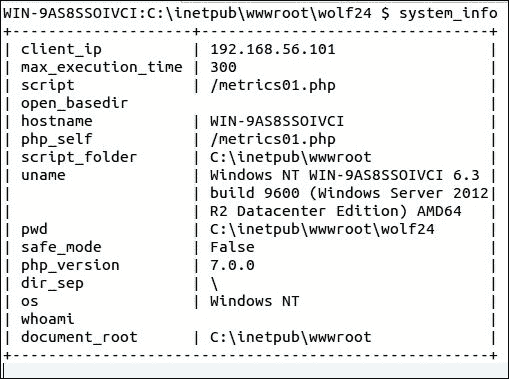 WIN-9AS8SSOIVCI:C:\inetpub\wwwroot\wolf24 $ system_info
+--------------------+--------------------------------+
| client_ip | 192.168.56.101 |
| max_execution_time | 300 |
| script | /metrics01.php |
| open_basedir | |
| hostname | WIN-9AS8SSOIVCI |
| php_self | /metrics01.php |
| script_folder | C:\inetpub\wwwroot |
| uname | Windows NT WIN-9AS8SSOIVCI 6.3 |
| | build 9600 (Windows Server 2012|
| | R2 Datacenter Edition) AMD64 |
| pwd | C:\inetpub\wwwroot\wolf24 |
| safe_mode | False |
| php_version | 7.0.0 |
| dir_sep | \ |
| os | Windows NT |
| whoami | |
| document_root | C:\inetpub\wwwroot |
+--------------------+--------------------------------+